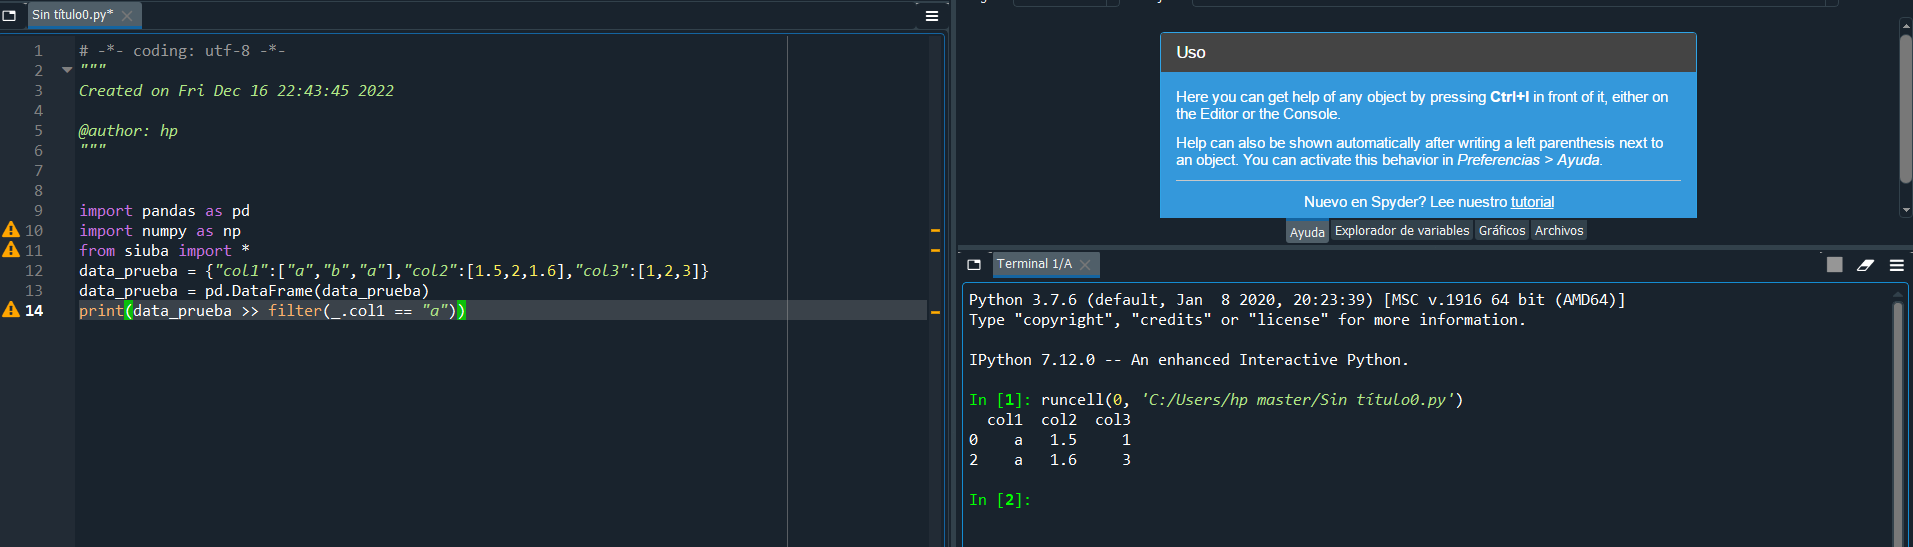 Sin título0.py*
1 # -*- coding: utf-8 -*-
2 """
3 Created on Fri Dec 16 22:43:45 2022
4
5 @author: hp
6 """
7
8
9 import pandas as pd
10 import numpy as np
11 from siuba import *
12 data_prueba = {"col1":["a","b","a"],"col2":[1.5,2,1.6],"col3":[1,2,3]}
13 data_prueba = pd.DataFrame(data_prueba)
14 print(data_prueba >> filter(_.col1 == "a"))
Uso
Here you can get help of any object by pressing Ctrl+I in front of it, either on
the Editor or the Console.
Help can also be shown automatically after writing a left parenthesis next to
an object. You can activate this behavior in Preferencias > Ayuda.
Nuevo en Spyder? Lee nuestro tutorial
Ayuda Explorador de variables Gráficos Archivos
Terminal 1/A
Python 3.7.6 (default, Jan  8 2020, 20:23:39) [MSC v.1916 64 bit (AMD64)]
Type "copyright", "credits" or "license" for more information.
IPython 7.12.0 -- An enhanced Interactive Python.
In [1]: runcell(0, 'C:/Users/hp master/Sin título0.py')
  col1  col2  col3
0    a   1.5     1
2    a   1.6     3
In [2]: